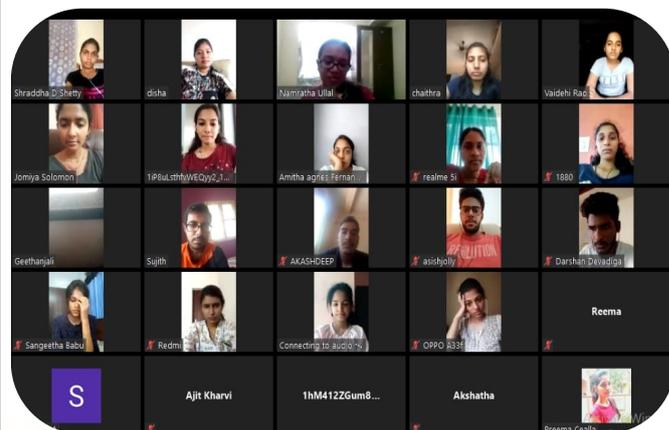 Shraddha D Shetty
disha
Namratha Ullal
chaithra
Vaidehi Rao
Jomiya Solomon
Amitha agnes Fernan...
realme 5i
1880
Geethanjali
Sujith
AKASHDEEP
asishjolly
Darshan Devadiga
Sangeetha Babu
Redmi
Connecting to audio
OPPO A33f
Reema
S
Ajit Kharvi
1hM412ZGum8...
Akshatha